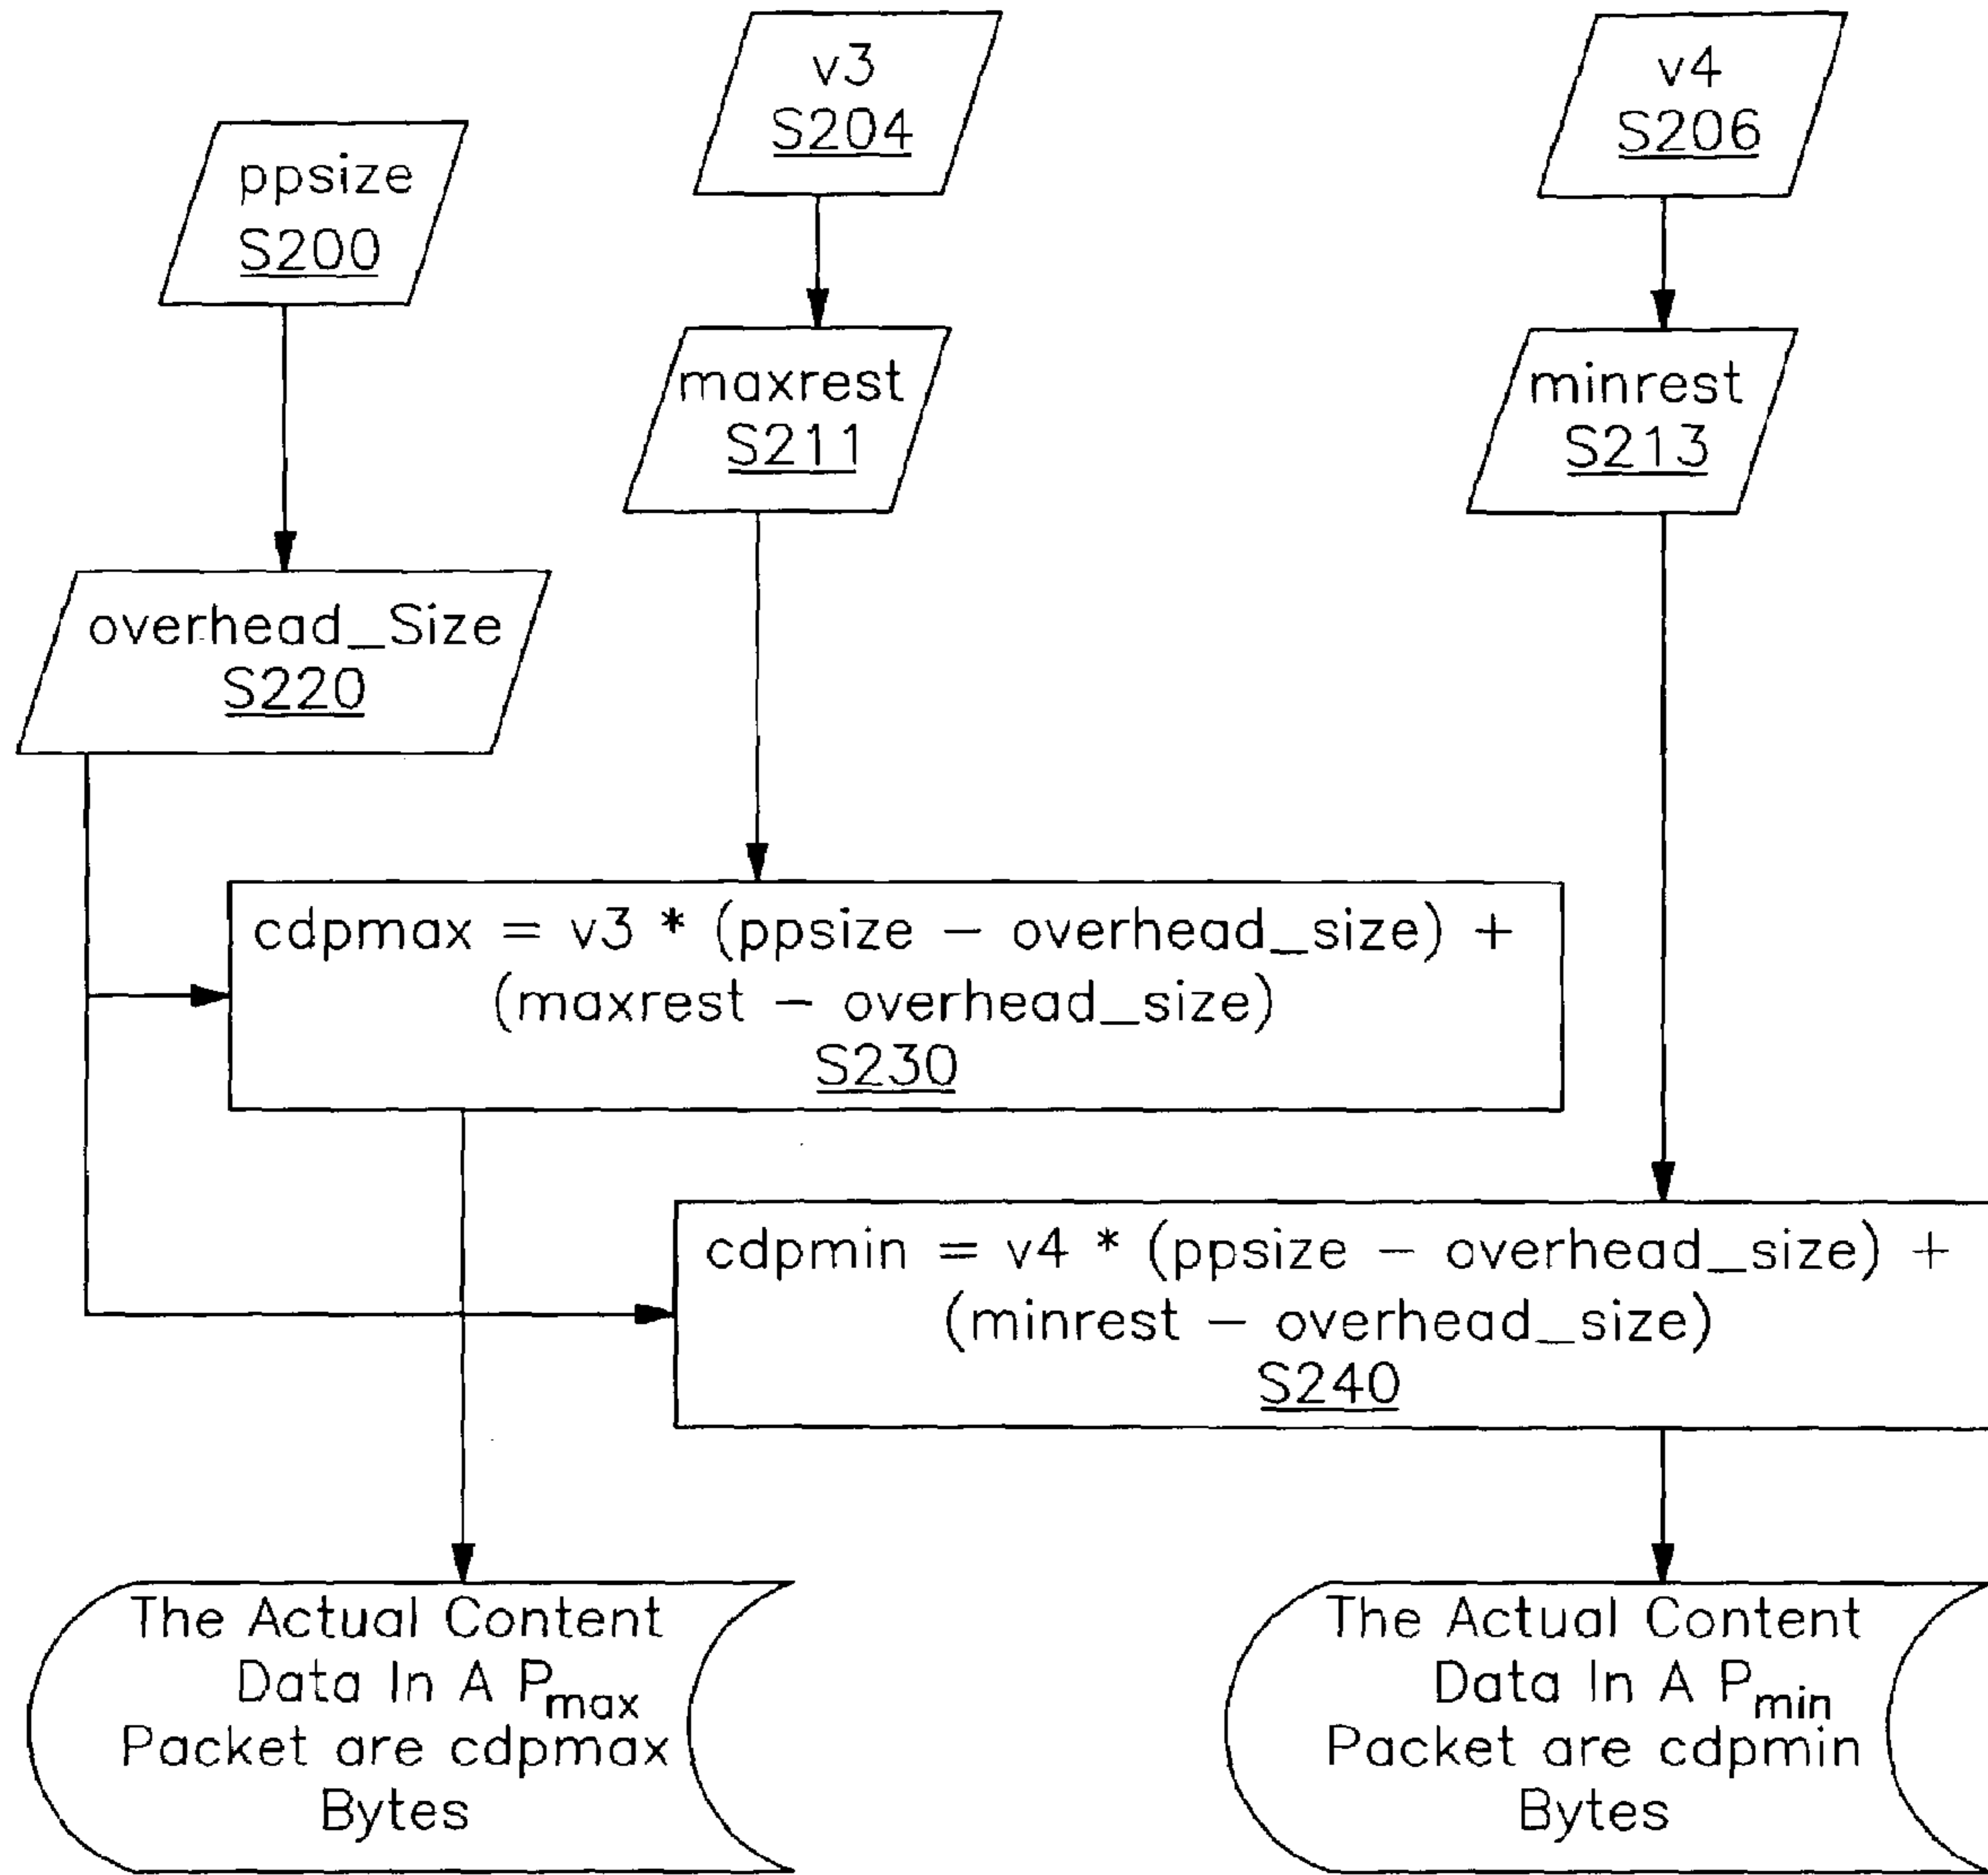 v3
S204
v4
S206
ppsize
S200
maxrest
S211
minrest
S213
overhead_Size
S220
cdpmax = v3 * (ppsize − overhead_size) +
(maxrest − overhead_size)
S230
cdpmin = v4 * (ppsize − overhead_size) +
(minrest − overhead_size)
S240
The Actual Content
Data In A Pmax
Packet are cdpmax
Bytes
The Actual Content
Data In A Pmin
Packet are cdpmin
Bytes